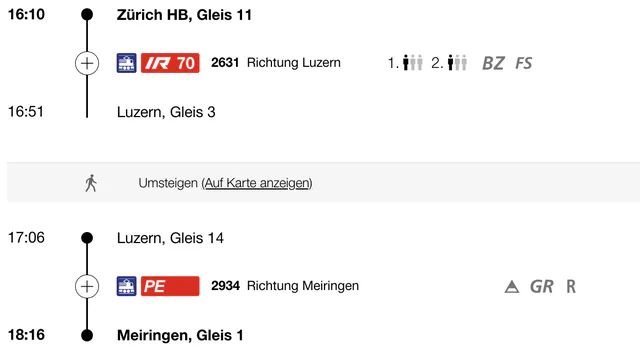 16:10 Zürich HB, Gleis 11
IR 70 2631 Richtung Luzern 1. 2. BZ FS
16:51 Luzern, Gleis 3
Umsteigen (Auf Karte anzeigen)
17:06 Luzern, Gleis 14
PE 2934 Richtung Meiringen GR R
18:16 Meiringen, Gleis 1